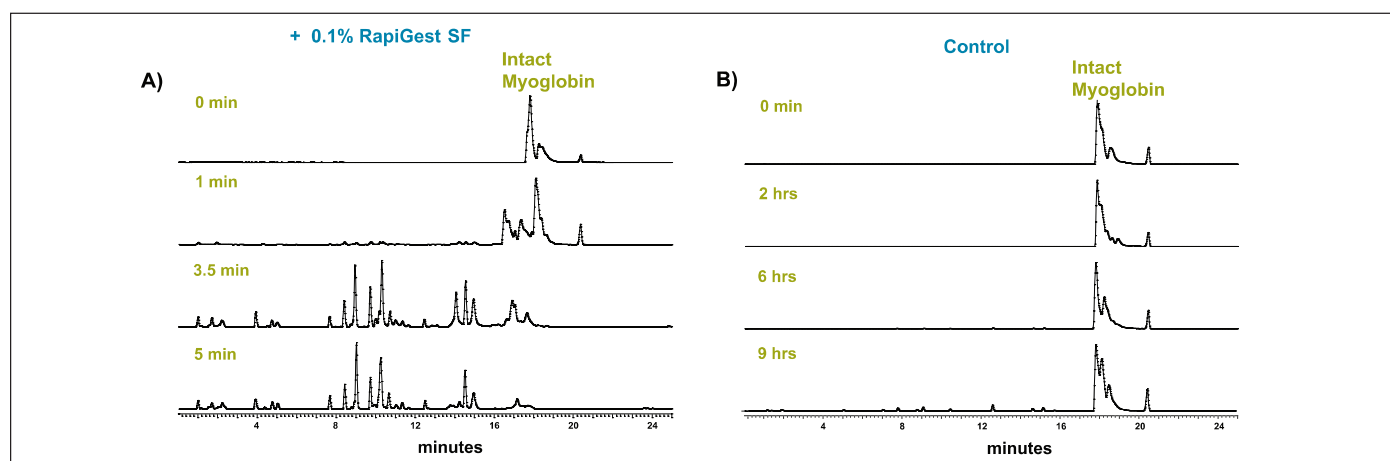 + 0.1% RapiGest SF
A)
Intact
Myoglobin
0 min
1 min
3.5 min
5 min
4 8 12 16 20 24
minutes
Control
B)
Intact
Myoglobin
0 min
2 hrs
6 hrs
9 hrs
4 8 12 16 20 24
minutes